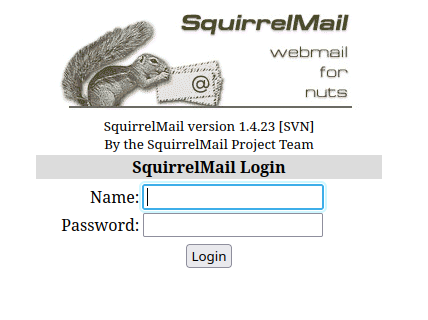 SquirrelMail
webmail
for
nuts
@
SquirrelMail version 1.4.23 [SVN]
By the SquirrelMail Project Team
SquirrelMail Login
Name:
Password:
Login